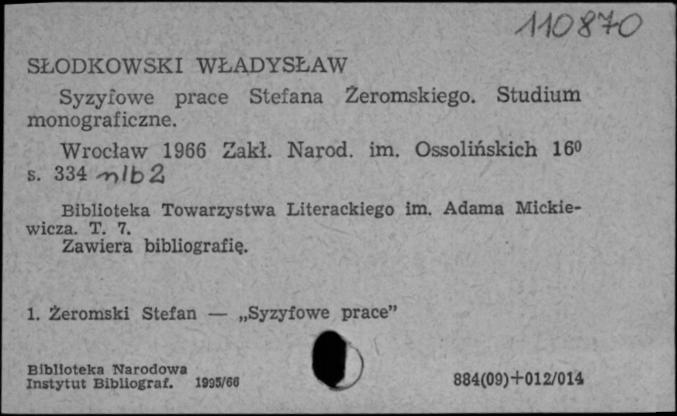 110870
SŁODKOWSKI WŁADYSŁAW
Syzyfowe prace Stefana Żeromskiego. Studium
monograficzne.
Wrocław 1966 Zakł. Narod. im. Ossolińskich 16⁰
s. 334 nlb 2
Biblioteka Towarzystwa Literackiego im. Adama Mickie-
wicza. T. 7.
Zawiera bibliografię.
1. Żeromski Stefan — „Syzyfowe prace”
Biblioteka Narodowa
Instytut Bibliograf. 1995/66
884(09)+012/014